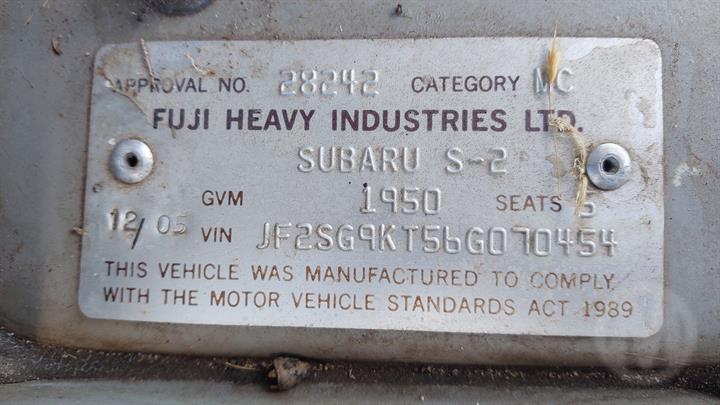 APPROVAL NO. 28242 CATEGORY MC
FUJI HEAVY INDUSTRIES LTD.
SUBARU S-2
GVM 1950 SEATS 5
12/05 VIN JF2SG9KT56G070454
THIS VEHICLE WAS MANUFACTURED TO COMPLY
WITH THE MOTOR VEHICLE STANDARDS ACT 1989